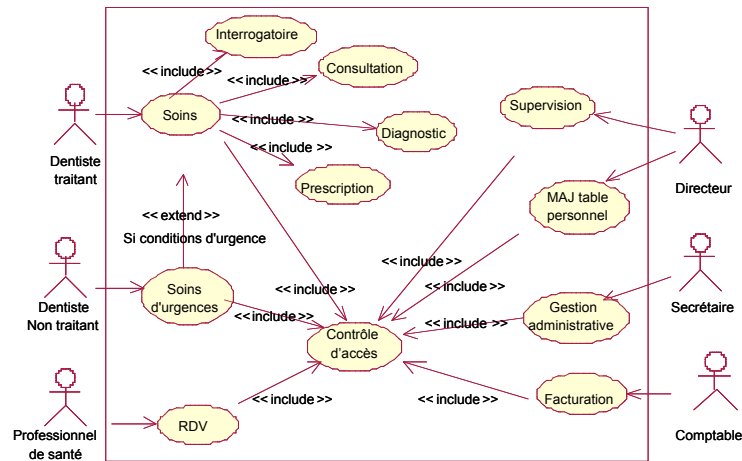 Interrogatoire
<< include >>
<< include >>
Consultation
Soins
<< include >>
Diagnostic
<< include >>
Prescription
Dentiste
traitant
Supervision
Directeur
MAJ table
personnel
<< extend >>
Si conditions d'urgence
<< include >>
<< include >>
<< include >>
Soins
d'urgences
<< include >>
Dentiste
Non traitant
Gestion
administrative
<< include >>
Secrétaire
Contrôle
d'accès
<< include >>
<< include >>
Facturation
RDV
Professionnel
de santé
Comptable